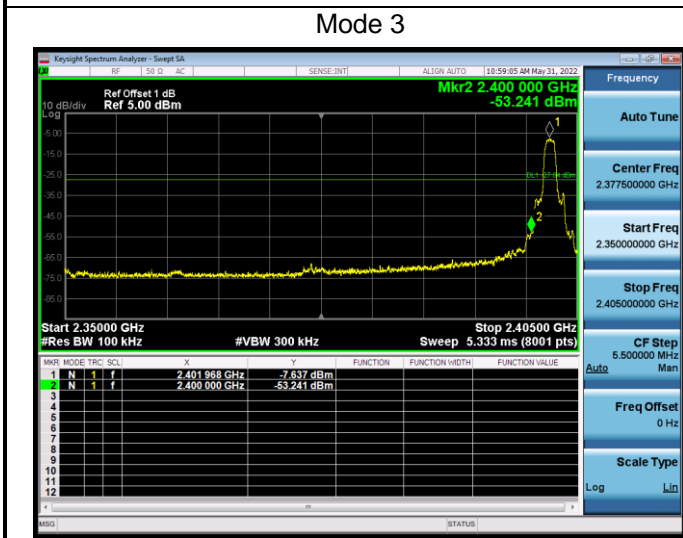 Mode 3
Keysight Spectrum Analyzer - Swept SA
RF 50 Ω AC SENSE:INT ALIGN AUTO 10:59:05 AM May 31, 2022
Frequency
Mkr2 2.400 000 GHz
-53.241 dBm
Ref Offset 1 dB
10 dB/div Ref 5.00 dBm
Log
Auto Tune
1
-5.00
-15.0
-25.0
-35.0
-45.0
-55.0
-65.0
-75.0
-85.0
2
Center Freq
2.377500000 GHz
Start Freq
2.350000000 GHz
Stop Freq
2.405000000 GHz
Start 2.35000 GHz Stop 2.40500 GHz
#Res BW 100 kHz #VBW 300 kHz Sweep 5.333 ms (8001 pts)
CF Step
5.500000 MHz
Auto Man
MKR MODE TRC SCL X Y FUNCTION FUNCTION WIDTH FUNCTION VALUE
1 N 1 f 2.401 968 GHz -7.637 dBm
2 N 1 f 2.400 000 GHz -53.241 dBm
3
4
5
6
7
8
9
10
11
12
Freq Offset
0 Hz
Scale Type
Log Lin
MSG STATUS